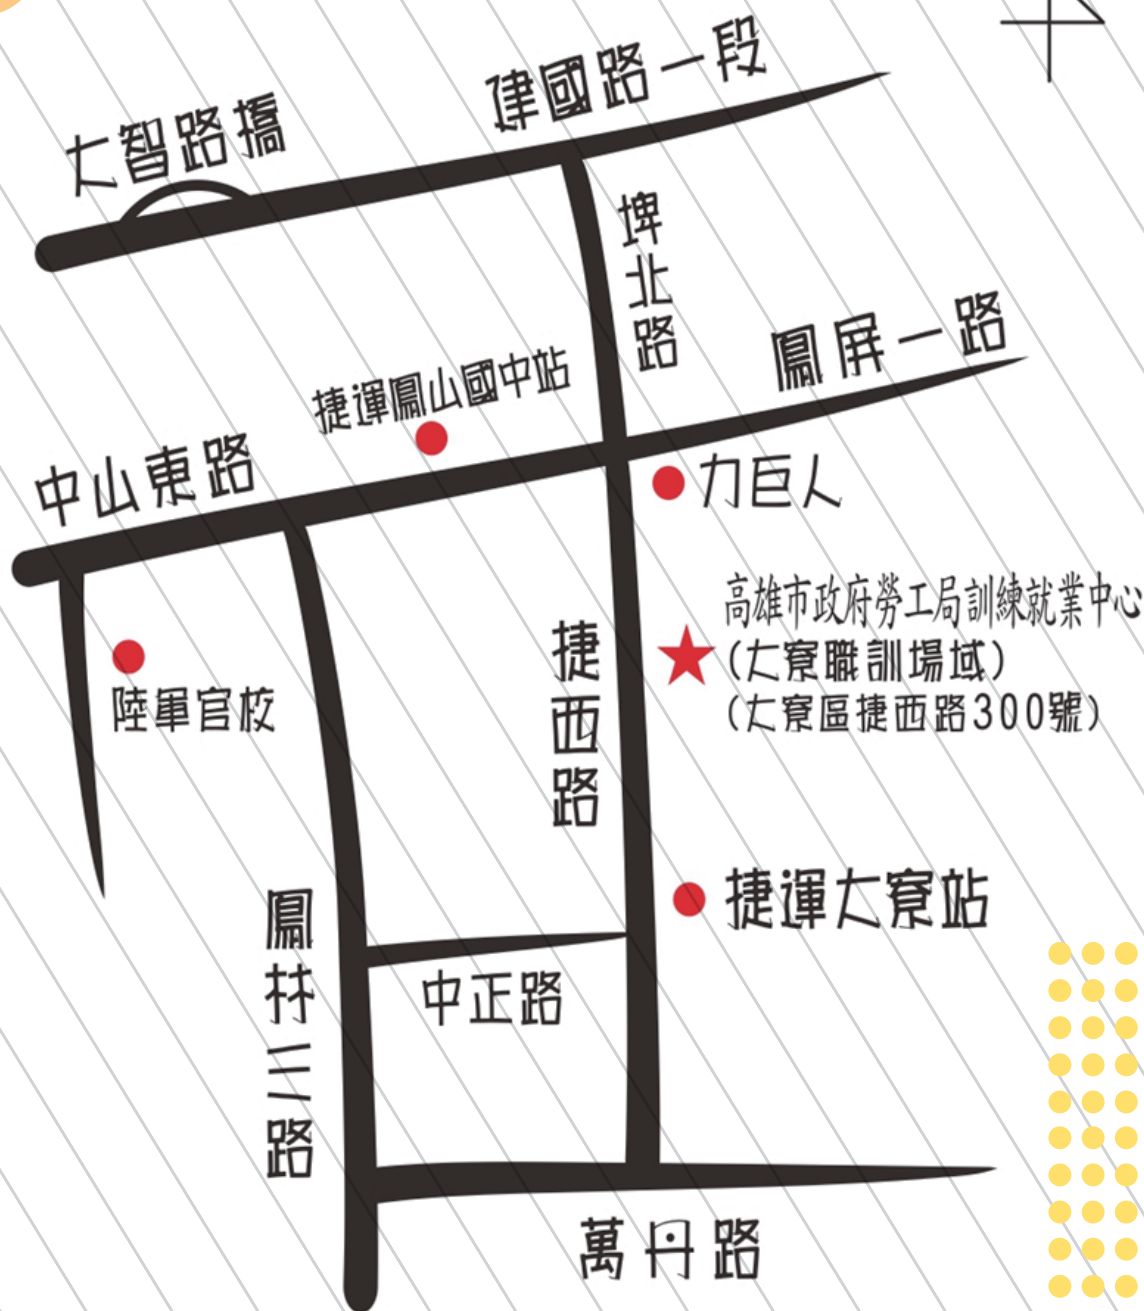 建國路一段
大智路橋
埤北路
鳳屏一路
捷運鳳山國中站
中山東路
力巨人
高雄市政府勞工局訓練就業中心
(大寮職訓場域)
(大寮區捷西路300號)
捷西路
陸軍官校
捷運大寮站
鳳林三路
中正路
萬丹路